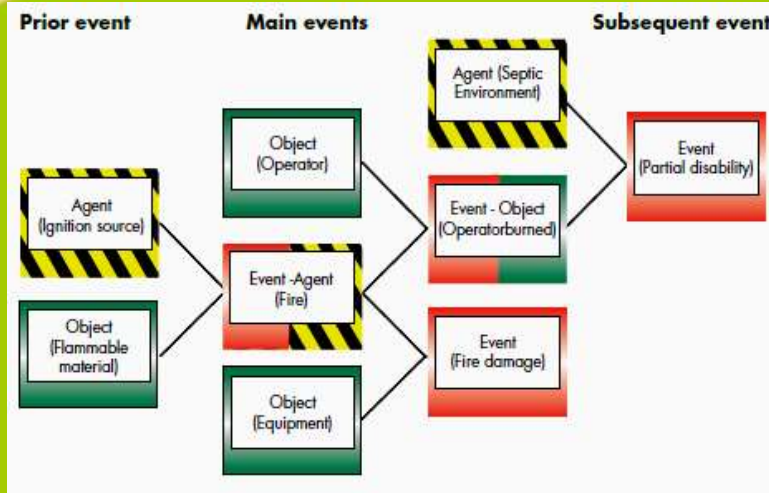 Prior event
Main events
Subsequent event
Agent (Septic
Environment)
Object
(Operator)
Event
(Partial disability)
Agent
(Ignition source)
Event - Object
(Operatorburned)
Event -Agent
(Fire)
Object
(Flammable
material)
Event
(Fire damage)
Object
(Equipment)